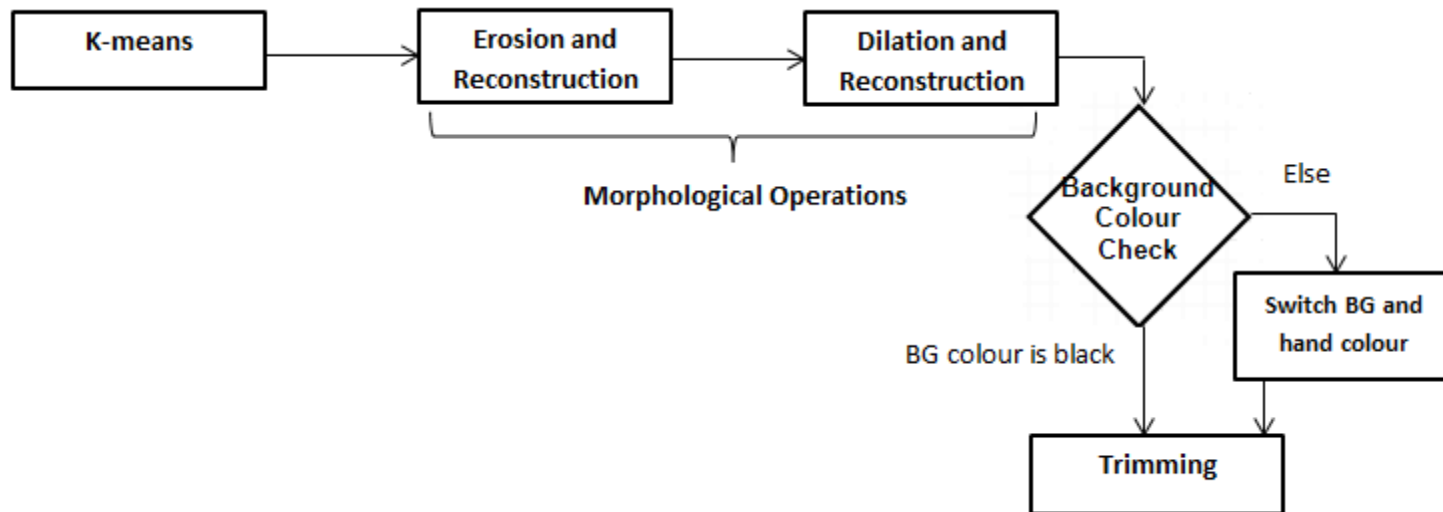 K-means
Erosion and
Reconstruction
Dilation and
Reconstruction
Morphological Operations
Background
Colour
Check
Else
Switch BG and
hand colour
BG colour is black
Trimming